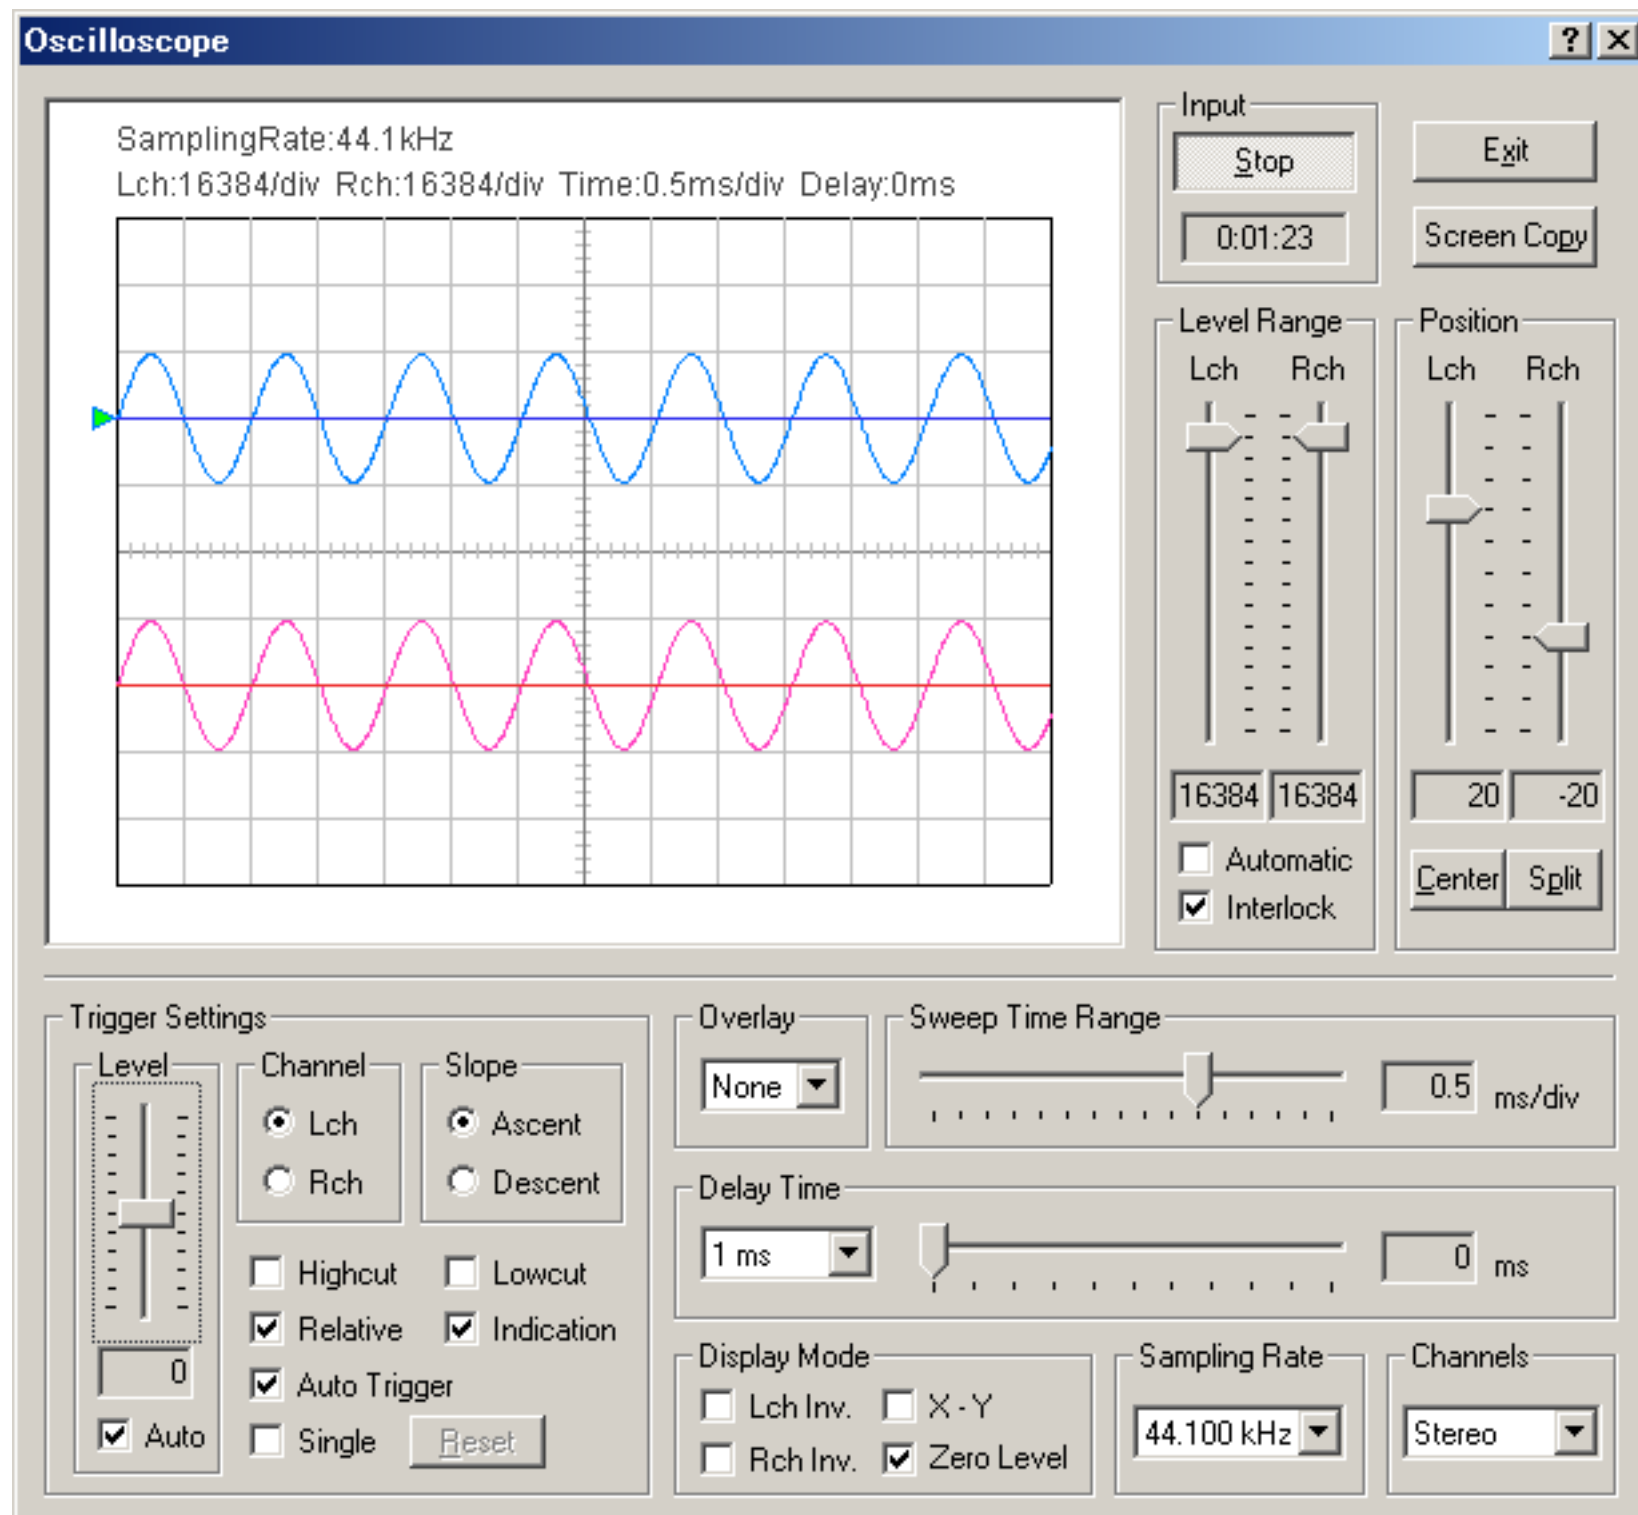 Oscilloscope
SamplingRate:44.1kHz
Lch:16384/div Rch:16384/div Time:0.5ms/div Delay:0ms
Input
Stop
0:01:23
Exit
Screen Copy
Level Range
Lch Rch
16384 16384
Automatic
Interlock
Position
Lch Rch
20 -20
Center Split
Trigger Settings
Level
0
Auto
Channel
Lch
Rch
Slope
Ascent
Descent
Highcut Lowcut
Relative Indication
Auto Trigger
Single Reset
Overlay
None
Sweep Time Range
0.5 ms/div
Delay Time
1 ms
0 ms
Display Mode
Lch Inv. X - Y
Rch Inv. Zero Level
Sampling Rate
44.100 kHz
Channels
Stereo